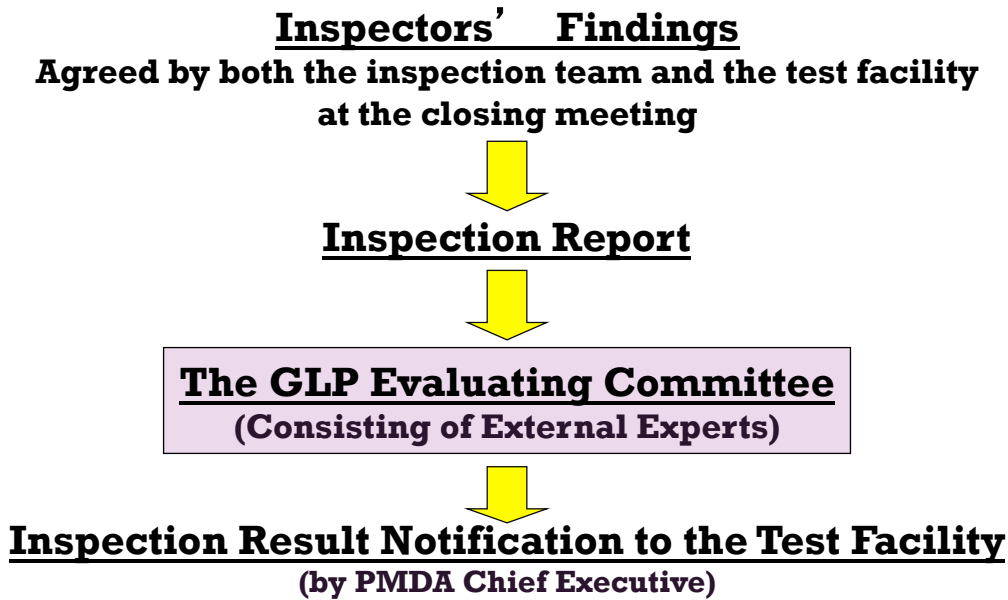 Inspectors’ Findings
Agreed by both the inspection team and the test facility
at the closing meeting
Inspection Report
The GLP Evaluating Committee
(Consisting of External Experts)
Inspection Result Notification to the Test Facility
(by PMDA Chief Executive)